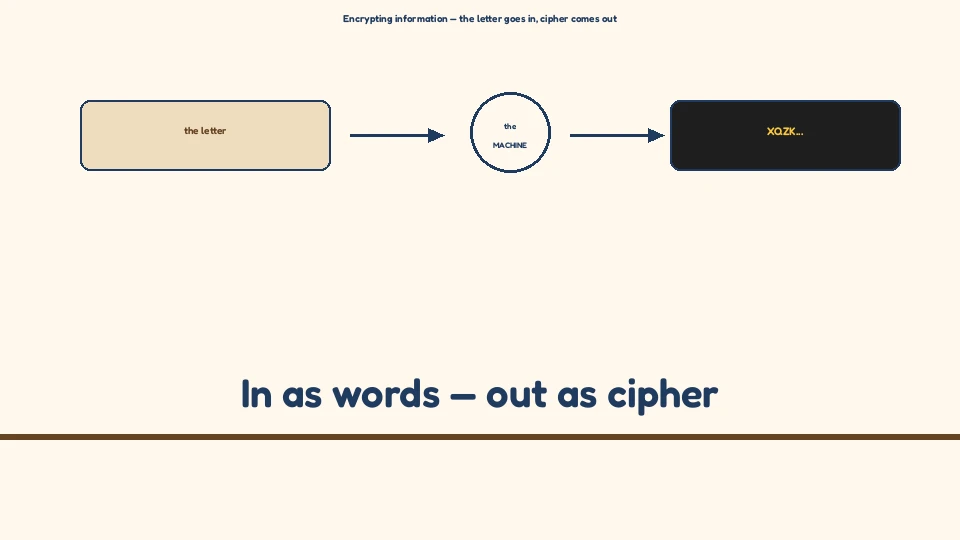 Encrypting information — the letter goes in, cipher comes out
the letter
the
MACHINE
XQZK...
In as words — out as cipher